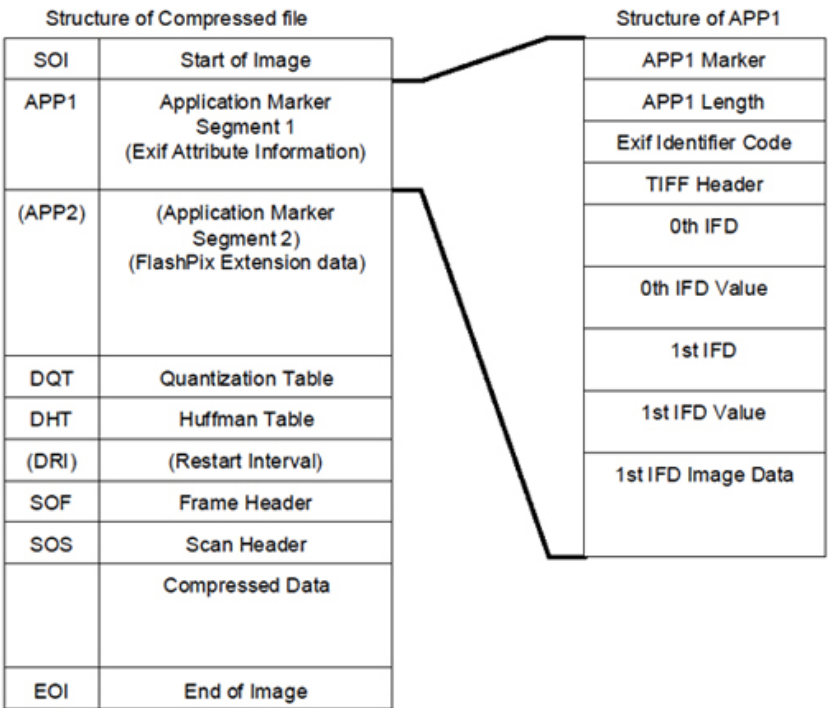 Structure of Compressed file
SOI Start of Image
APP1 Application Marker
Segment 1
(Exif Attribute Information)
(APP2) (Application Marker
Segment 2)
(FlashPix Extension data)
DQT Quantization Table
DHT Huffman Table
(DRI) (Restart Interval)
SOF Frame Header
SOS Scan Header
Compressed Data
EOI End of Image
Structure of APP1
APP1 Marker
APP1 Length
Exif Identifier Code
TIFF Header
0th IFD
0th IFD Value
1st IFD
1st IFD Value
1st IFD Image Data